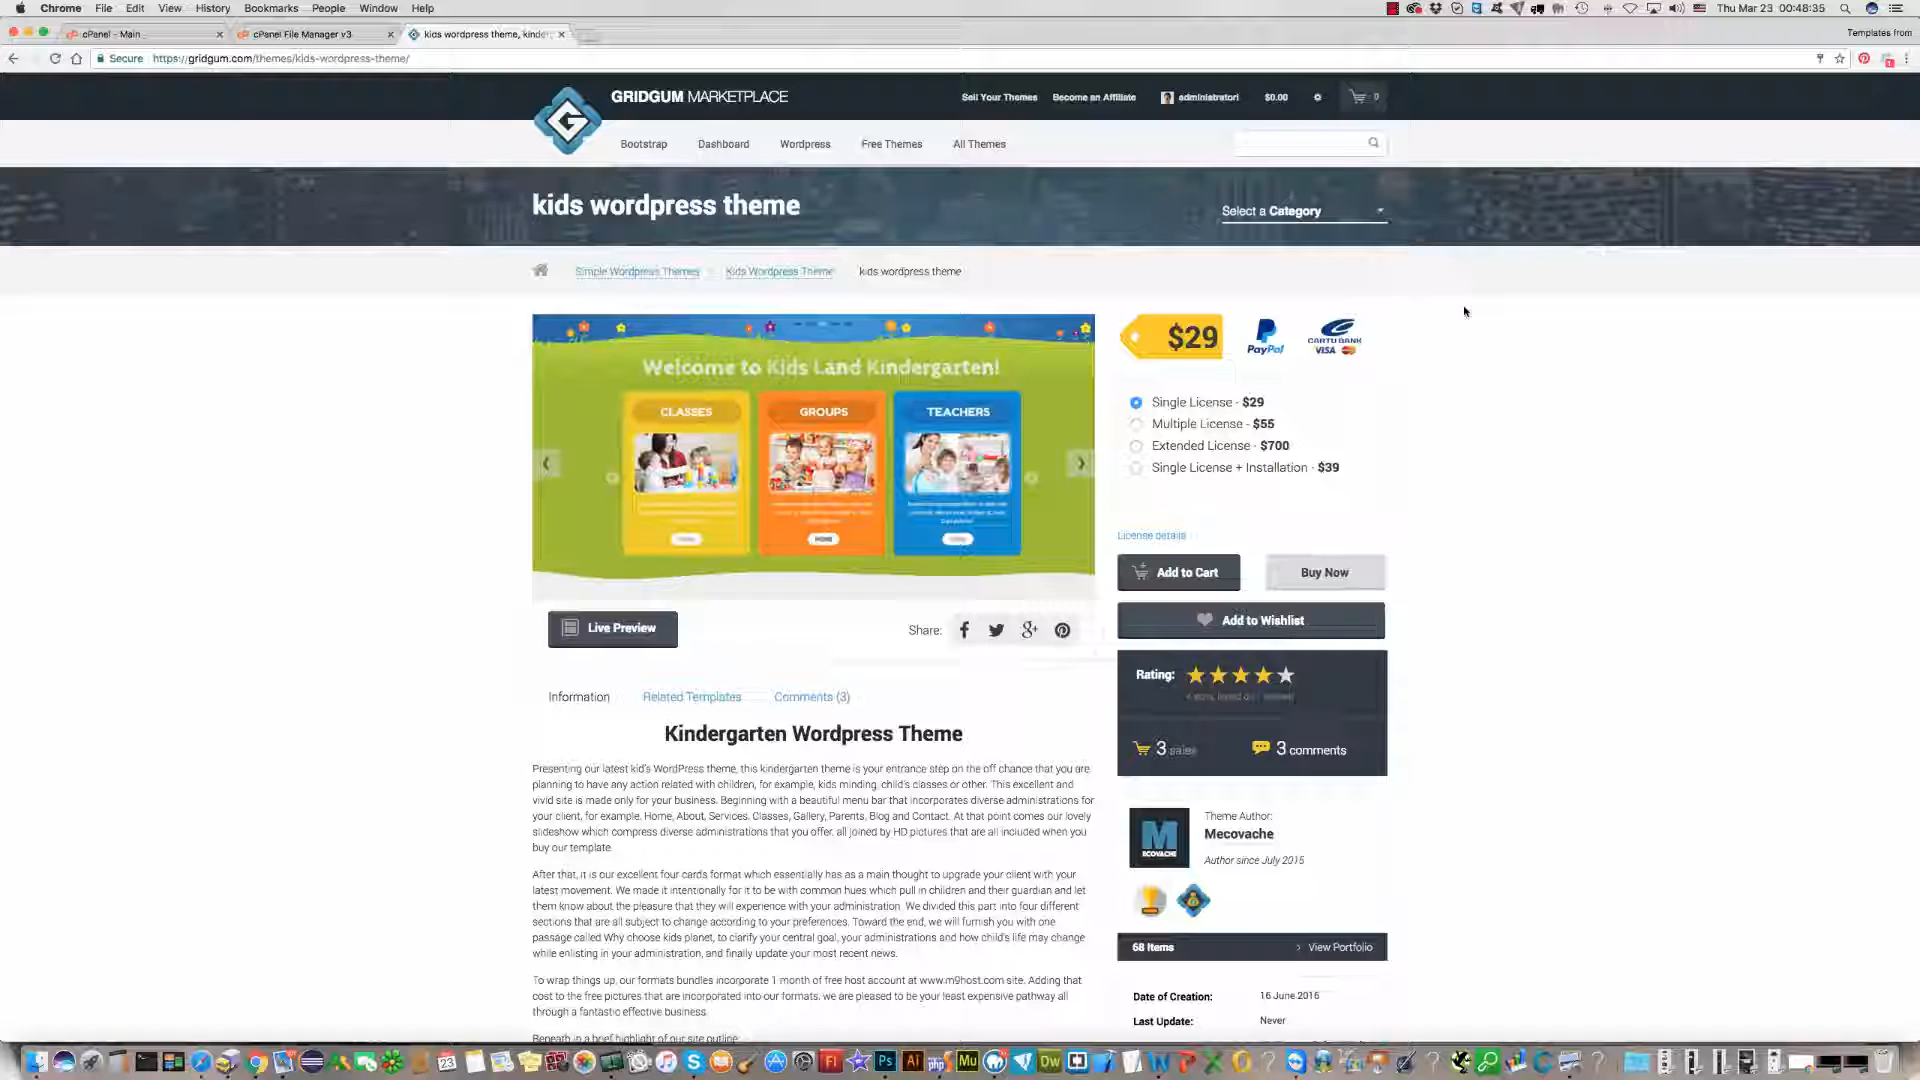 Chrome File Edit View History Bookmarks People Window Help
Thu Mar 23 00:48:35
cPanel - Main
cPanel File Manager v3
kids wordpress theme, kinder
Templates from
Secure https://gridgum.com/themes/kids-wordpress-theme/
GRIDGUM MARKETPLACE
Sell Your Themes Become an Affiliate administratori $0.00 0
Bootstrap Dashboard Wordpress Free Themes All Themes
kids wordpress theme
Select a Category
Simple Wordpress Themes Kids Wordpress Theme kids wordpress theme
Welcome to Kids Land Kindergarten!
CLASSES GROUPS TEACHERS
MORE
$29
PayPal
CARTU BANK
VISA
Single License - $29
Multiple License - $55
Extended License - $700
Single License + Installation - $39
License details
Add to Cart Buy Now
Add to Wishlist
Live Preview
Share:
Rating:
3 sales 3 comments
Information Related Templates Comments (3)
Kindergarten Wordpress Theme
Presenting our latest kid's WordPress theme, this kindergarten theme is your entrance step on the off chance that you are
planning to have any action related with children, for example, kids minding, child's classes or other. This excellent and
vivid site is made only for your business. Beginning with a beautiful menu bar that incorporates diverse administrations for
your client, for example. Home, About, Services. Classes, Gallery, Parents, Blog and Contact. At that point comes our lovely
slideshow which compress diverse administrations that you offer, all joined by HD pictures that are all included when you
buy our template.
After that, it is our excellent four cards format which essentially has as a main thought to upgrade your client with your
latest movement. We made it intentionally for it to be with common hues which pull in children and their guardian and let
them know about the pleasure that they will experience with your administration. We divided this part into four different
sections that are all subject to change according to your preferences. Toward the end, we will furnish you with one
passage called Why choose kids planet, to clarify your central goal, your administrations and how child's life may change
while enlisting in your administration, and finally update your most recent news.
To wrap things up, our formats bundles incorporate 1 month of free host account at www.m9host.com site. Adding that
cost to the free pictures that are incorporated into our formats, we are pleased to be your least expensive pathway all
through a fantastic effective business.
Beneath in a brief highlight of our site outline:
M
ECOVACHE
Theme Author:
Mecovache
Author since July 2015
68 Items View Portfolio
Date of Creation: 16 June 2016
Last Update: Never